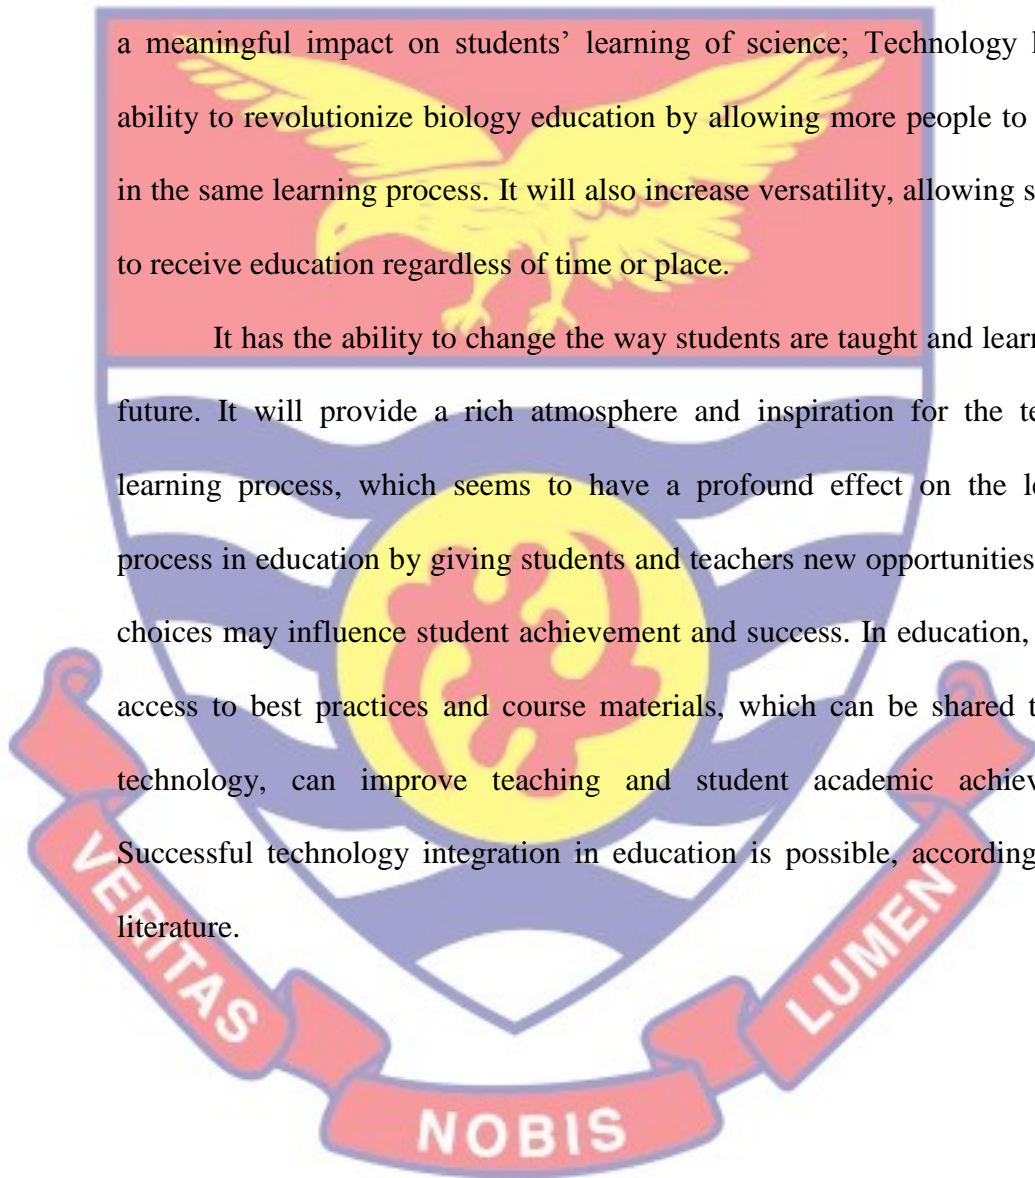 a meaningful impact on students’ learning of science; Technology
ability to revolutionize biology education by allowing more people to
in the same learning process. It will also increase versatility, allowing
to receive education regardless of time or place.
It has the ability to change the way students are taught and learn
future. It will provide a rich atmosphere and inspiration for the
learning process, which seems to have a profound effect on the
process in education by giving students and teachers new opportunities
choices may influence student achievement and success. In education,
access to best practices and course materials, which can be shared
technology, can improve teaching and student academic
Successful technology integration in education is possible, according
literature.
VERITAS
NOBIS
LUMEN